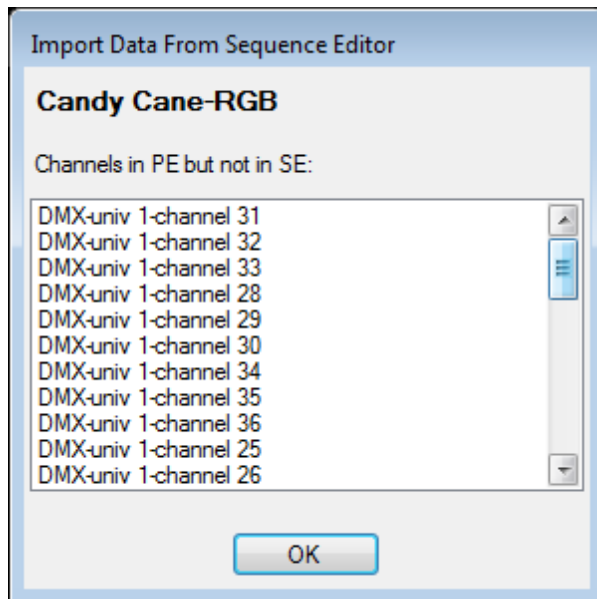 Import Data From Sequence Editor
Candy Cane-RGB
Channels in PE but not in SE:
DMX-univ 1-channel 31
DMX-univ 1-channel 32
DMX-univ 1-channel 33
DMX-univ 1-channel 28
DMX-univ 1-channel 29
DMX-univ 1-channel 30
DMX-univ 1-channel 34
DMX-univ 1-channel 35
DMX-univ 1-channel 36
DMX-univ 1-channel 25
DMX-univ 1-channel 26
OK